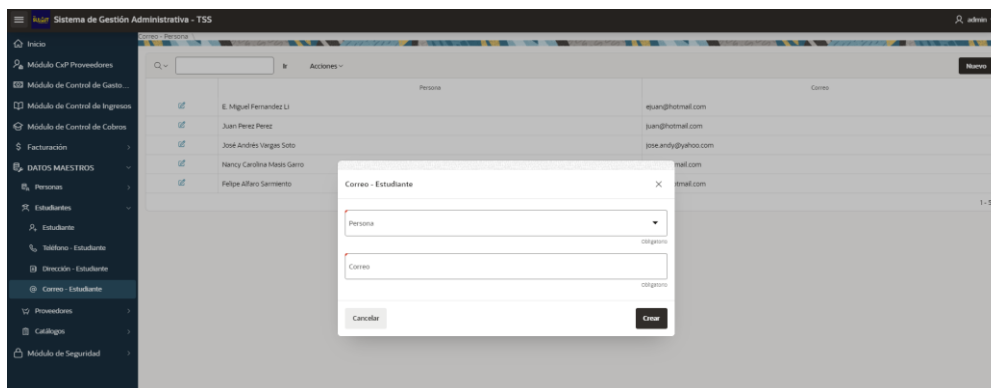 Sistema de Gestión Administrativa - TSS
admin
Inicio
Módulo CxP Proveedores
Módulo de Control de Gasto...
Módulo de Control de Ingresos
Módulo de Control de Cobros
Facturación
DATOS MAESTROS
Personas
Estudiantes
Estudiante
Teléfono - Estudiante
Dirección - Estudiante
Correo - Estudiante
Proveedores
Catálogos
Módulo de Seguridad
Correo - Persona
Ir
Acciones
Nuevo
Persona
Correo
E. Miguel Fernandez Li
ejuan@hotmail.com
Juan Perez Perez
juan@hotmail.com
José Andrés Vargas Soto
jose.andy@yahoo.com
Nancy Carolina Masis Garro
mail.com
Felipe Alfaro Sarmiento
otmail.com
1 - 5
Correo - Estudiante
Persona
Obligatorio
Correo
Obligatorio
Cancelar
Crear